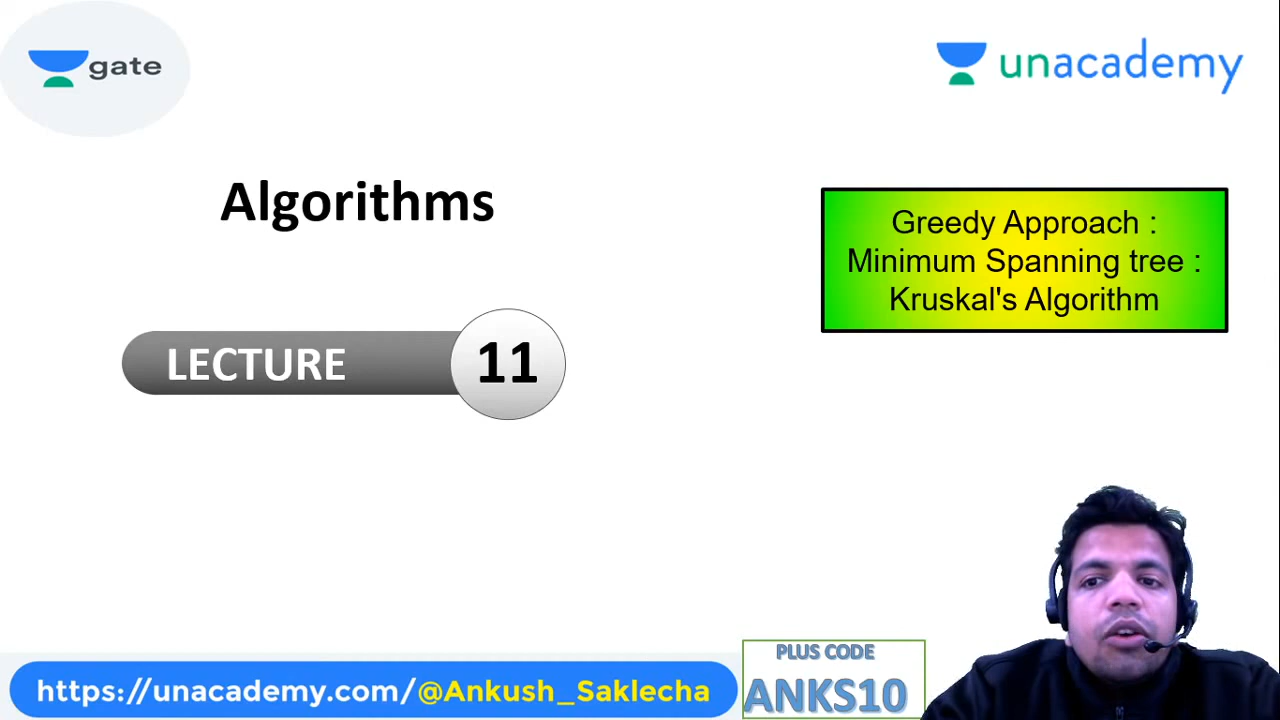 gate
unacademy
Algorithms
Greedy Approach :
Minimum Spanning tree :
Kruskal's Algorithm
LECTURE 11
https://unacademy.com/@Ankush_Saklecha
PLUS CODE
ANKS10